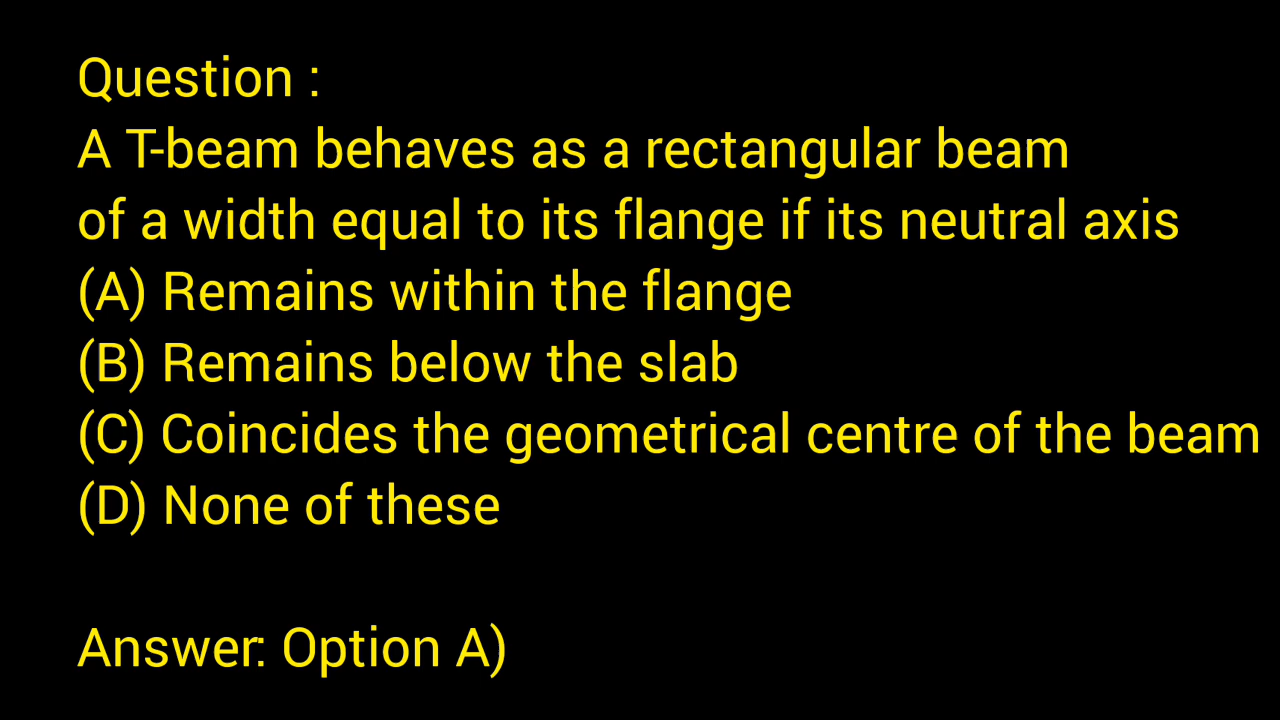 Question :
A T-beam behaves as a rectangular beam
of a width equal to its flange if its neutral axis
(A) Remains within the flange
(B) Remains below the slab
(C) Coincides the geometrical centre of the beam
(D) None of these
Answer: Option A)